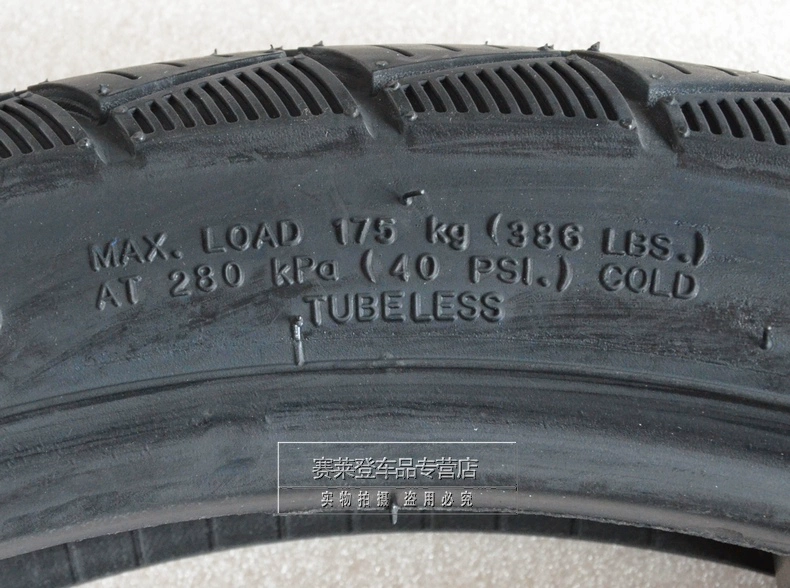 MAX. LOAD 175 kg (386 LBS.)
AT 280 kPa (40 PSI.) COLD
TUBELESS
赛莱登车品专营店
实物拍摄 盗用必究